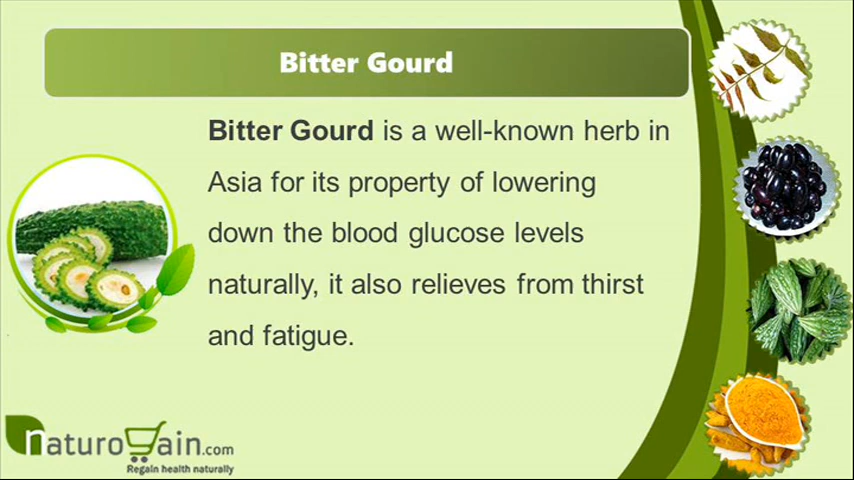 Bitter Gourd
Bitter Gourd is a well-known herb in
Asia for its property of lowering
down the blood glucose levels
naturally, it also relieves from thirst
and fatigue.
naturogain.com
Regain health naturally